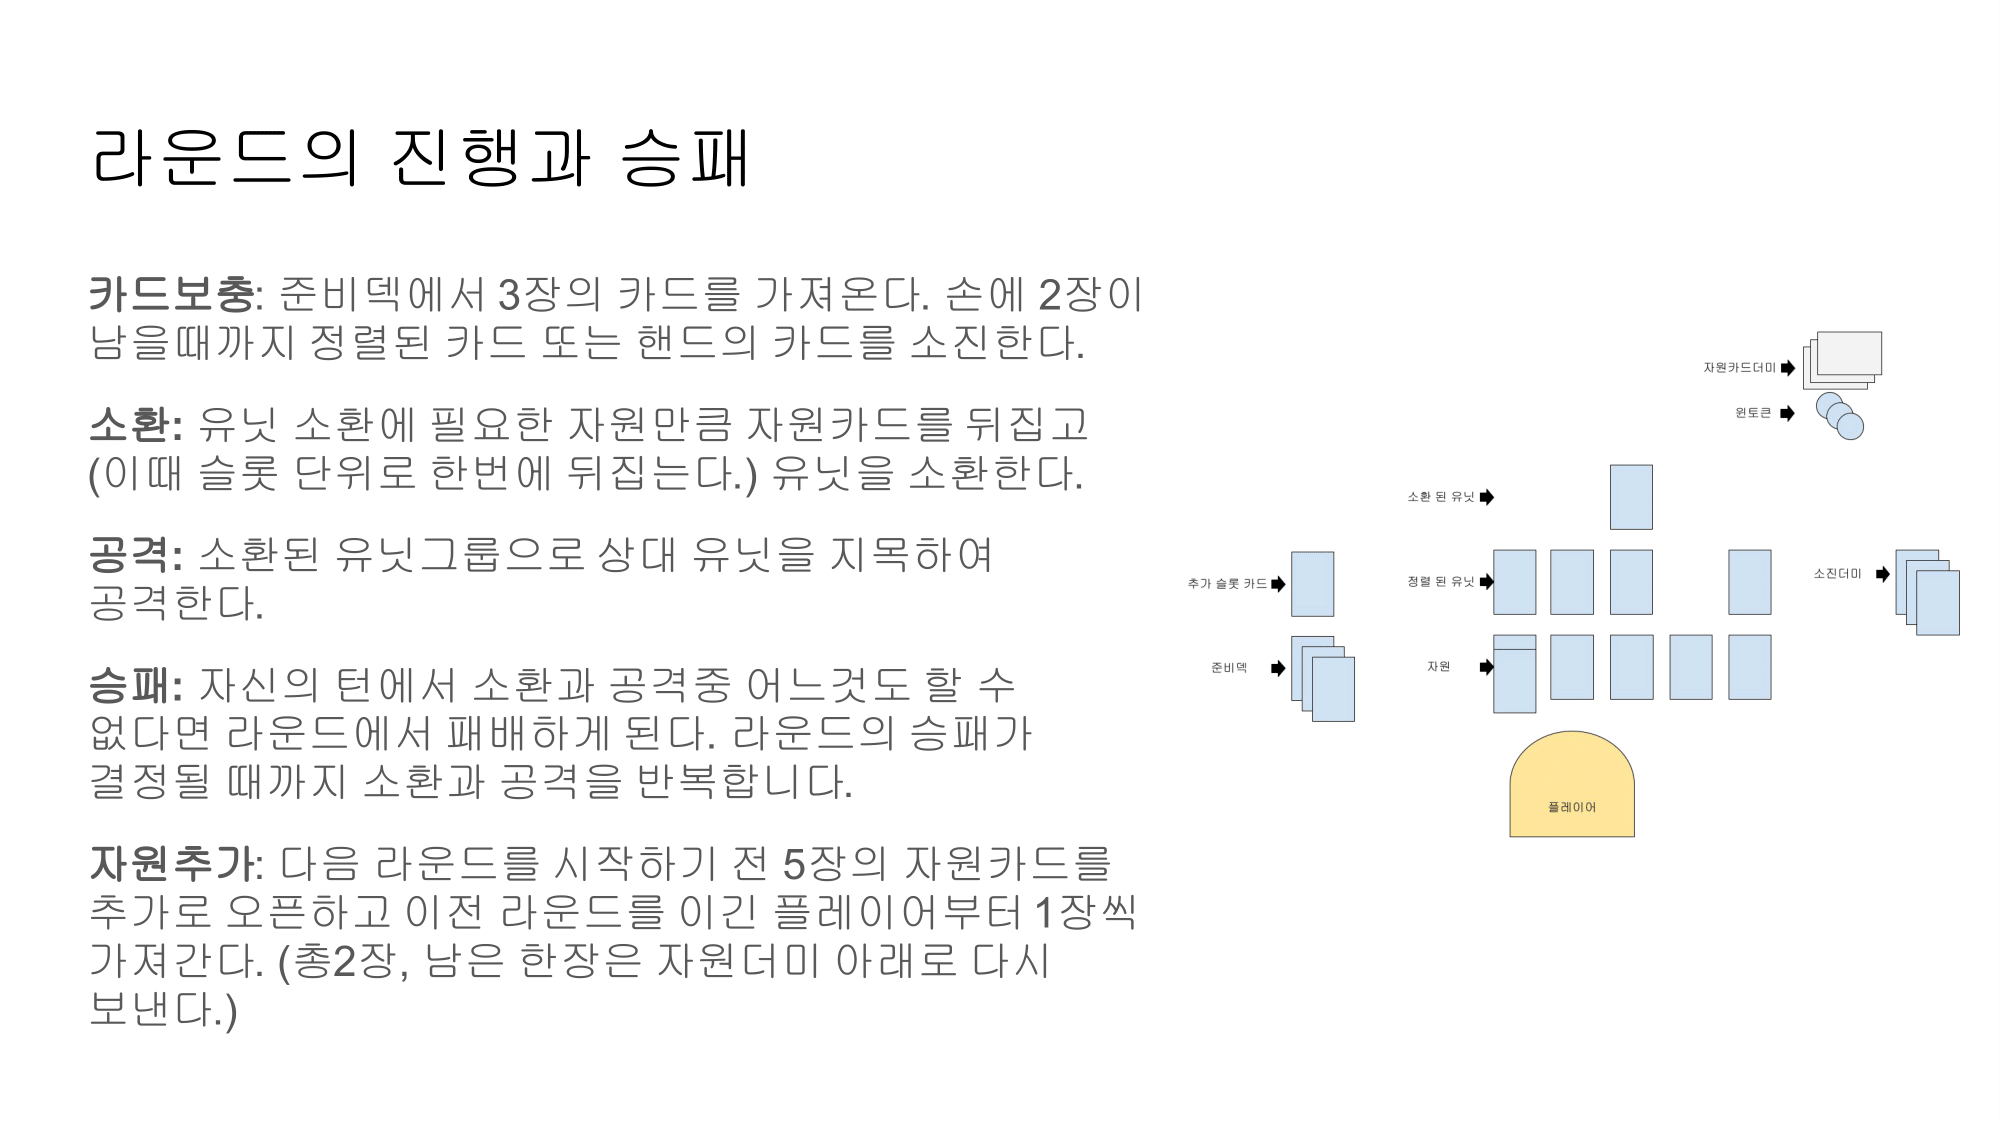 라운드의 진행과 승패
카드보충: 준비덱에서 3장의 카드를 가져온다. 손에 2장이
남을때까지 정렬된 카드 또는 핸드의 카드를 소진한다.
소환: 유닛 소환에 필요한 자원만큼 자원카드를 뒤집고
(이때 슬롯 단위로 한번에 뒤집는다.) 유닛을 소환한다.
공격: 소환된 유닛그룹으로 상대 유닛을 지목하여
공격한다.
승패: 자신의 턴에서 소환과 공격중 어느것도 할 수
없다면 라운드에서 패배하게 된다. 라운드의 승패가
결정될 때까지 소환과 공격을 반복합니다.
자원추가: 다음 라운드를 시작하기 전 5장의 자원카드를
추가로 오픈하고 이전 라운드를 이긴 플레이어부터 1장씩
가져간다. (총2장, 남은 한장은 자원더미 아래로 다시
보낸다.)
자원카드더미
윈토큰
소환 된 유닛
추가 슬롯 카드
정렬 된 유닛
소진더미
준비덱
자원
플레이어